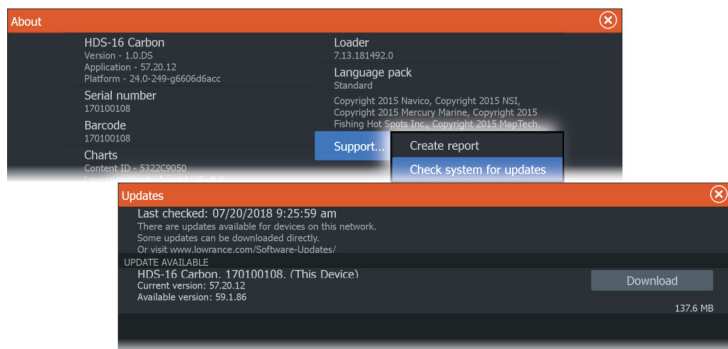 About
HDS-16 Carbon
Version - 1.0.DS
Application - 57.20.12
Platform - 24.0-249-g6606d6acc
Serial number
170100108
Barcode
170100108
Charts
Content ID - 5322C9050
Loader
7.13.181492.0
Language pack
Standard
Copyright 2015 Navico, Copyright 2015 NSI,
Copyright 2015 Mercury Marine, Copyright 2015
Fishing Hot Spots Inc., Copyright 2015 MapTech.
Support...
Create report
Check system for updates
Updates
Last checked: 07/20/2018 9:25:59 am
There are updates available for devices on this network.
Some updates can be downloaded directly.
Or visit www.lowrance.com/Software-Updates/
UPDATE AVAILABLE
HDS-16 Carbon, 170100108, (This Device)
Current version: 57.20.12
Available version: 59.1.86
Download
137.6 MB